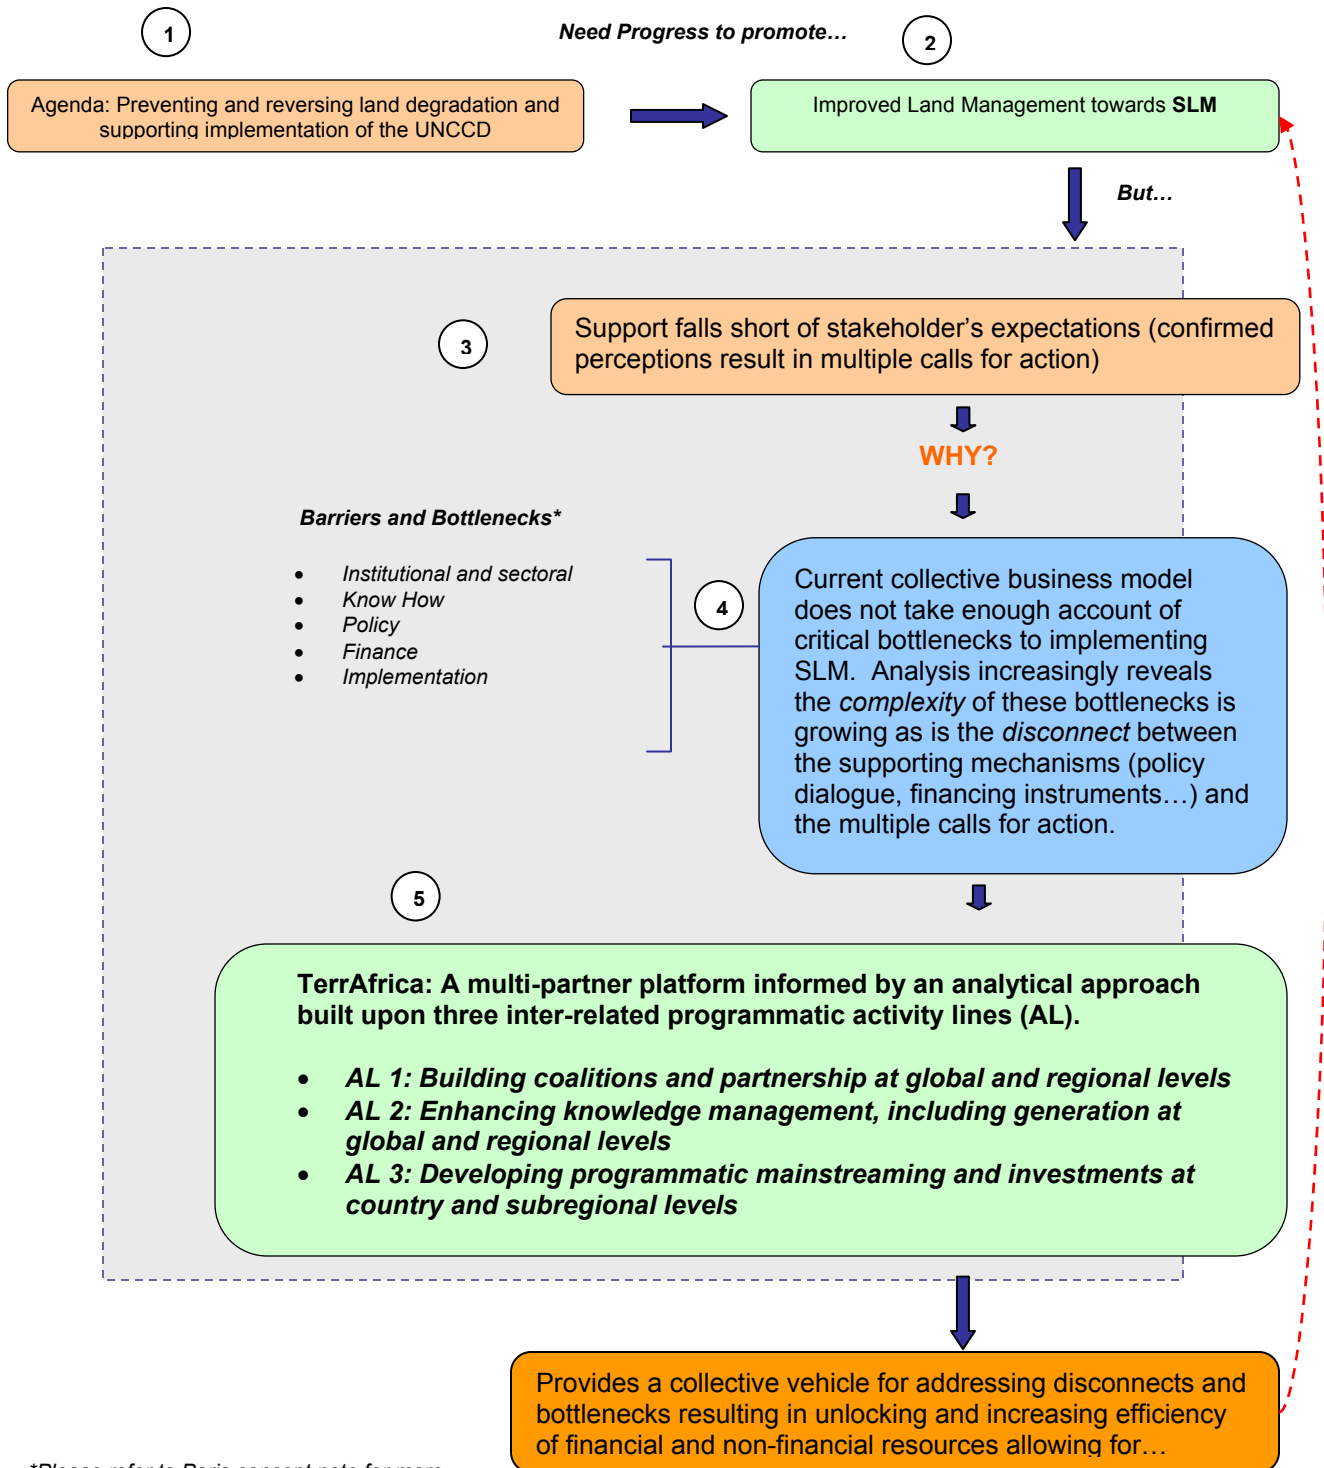 1
Need Progress to promote…
2
Agenda: Preventing and reversing land degradation and
supporting implementation of the UNCCD
Improved Land Management towards SLM
But…
3
Support falls short of stakeholder’s expectations (confirmed
perceptions result in multiple calls for action)
WHY?
Barriers and Bottlenecks*
• Institutional and sectoral
• Know How
• Policy
• Finance
• Implementation
4
Current collective business model
does not take enough account of
critical bottlenecks to implementing
SLM. Analysis increasingly reveals
the complexity of these bottlenecks is
growing as is the disconnect between
the supporting mechanisms (policy
dialogue, financing instruments…) and
the multiple calls for action.
5
TerrAfrica: A multi-partner platform informed by an analytical approach
built upon three inter-related programmatic activity lines (AL).
• AL 1: Building coalitions and partnership at global and regional levels
• AL 2: Enhancing knowledge management, including generation at
global and regional levels
• AL 3: Developing programmatic mainstreaming and investments at
country and subregional levels
Provides a collective vehicle for addressing disconnects and
bottlenecks resulting in unlocking and increasing efficiency
of financial and non-financial resources allowing for…
*Please refer to Paris concept note for more